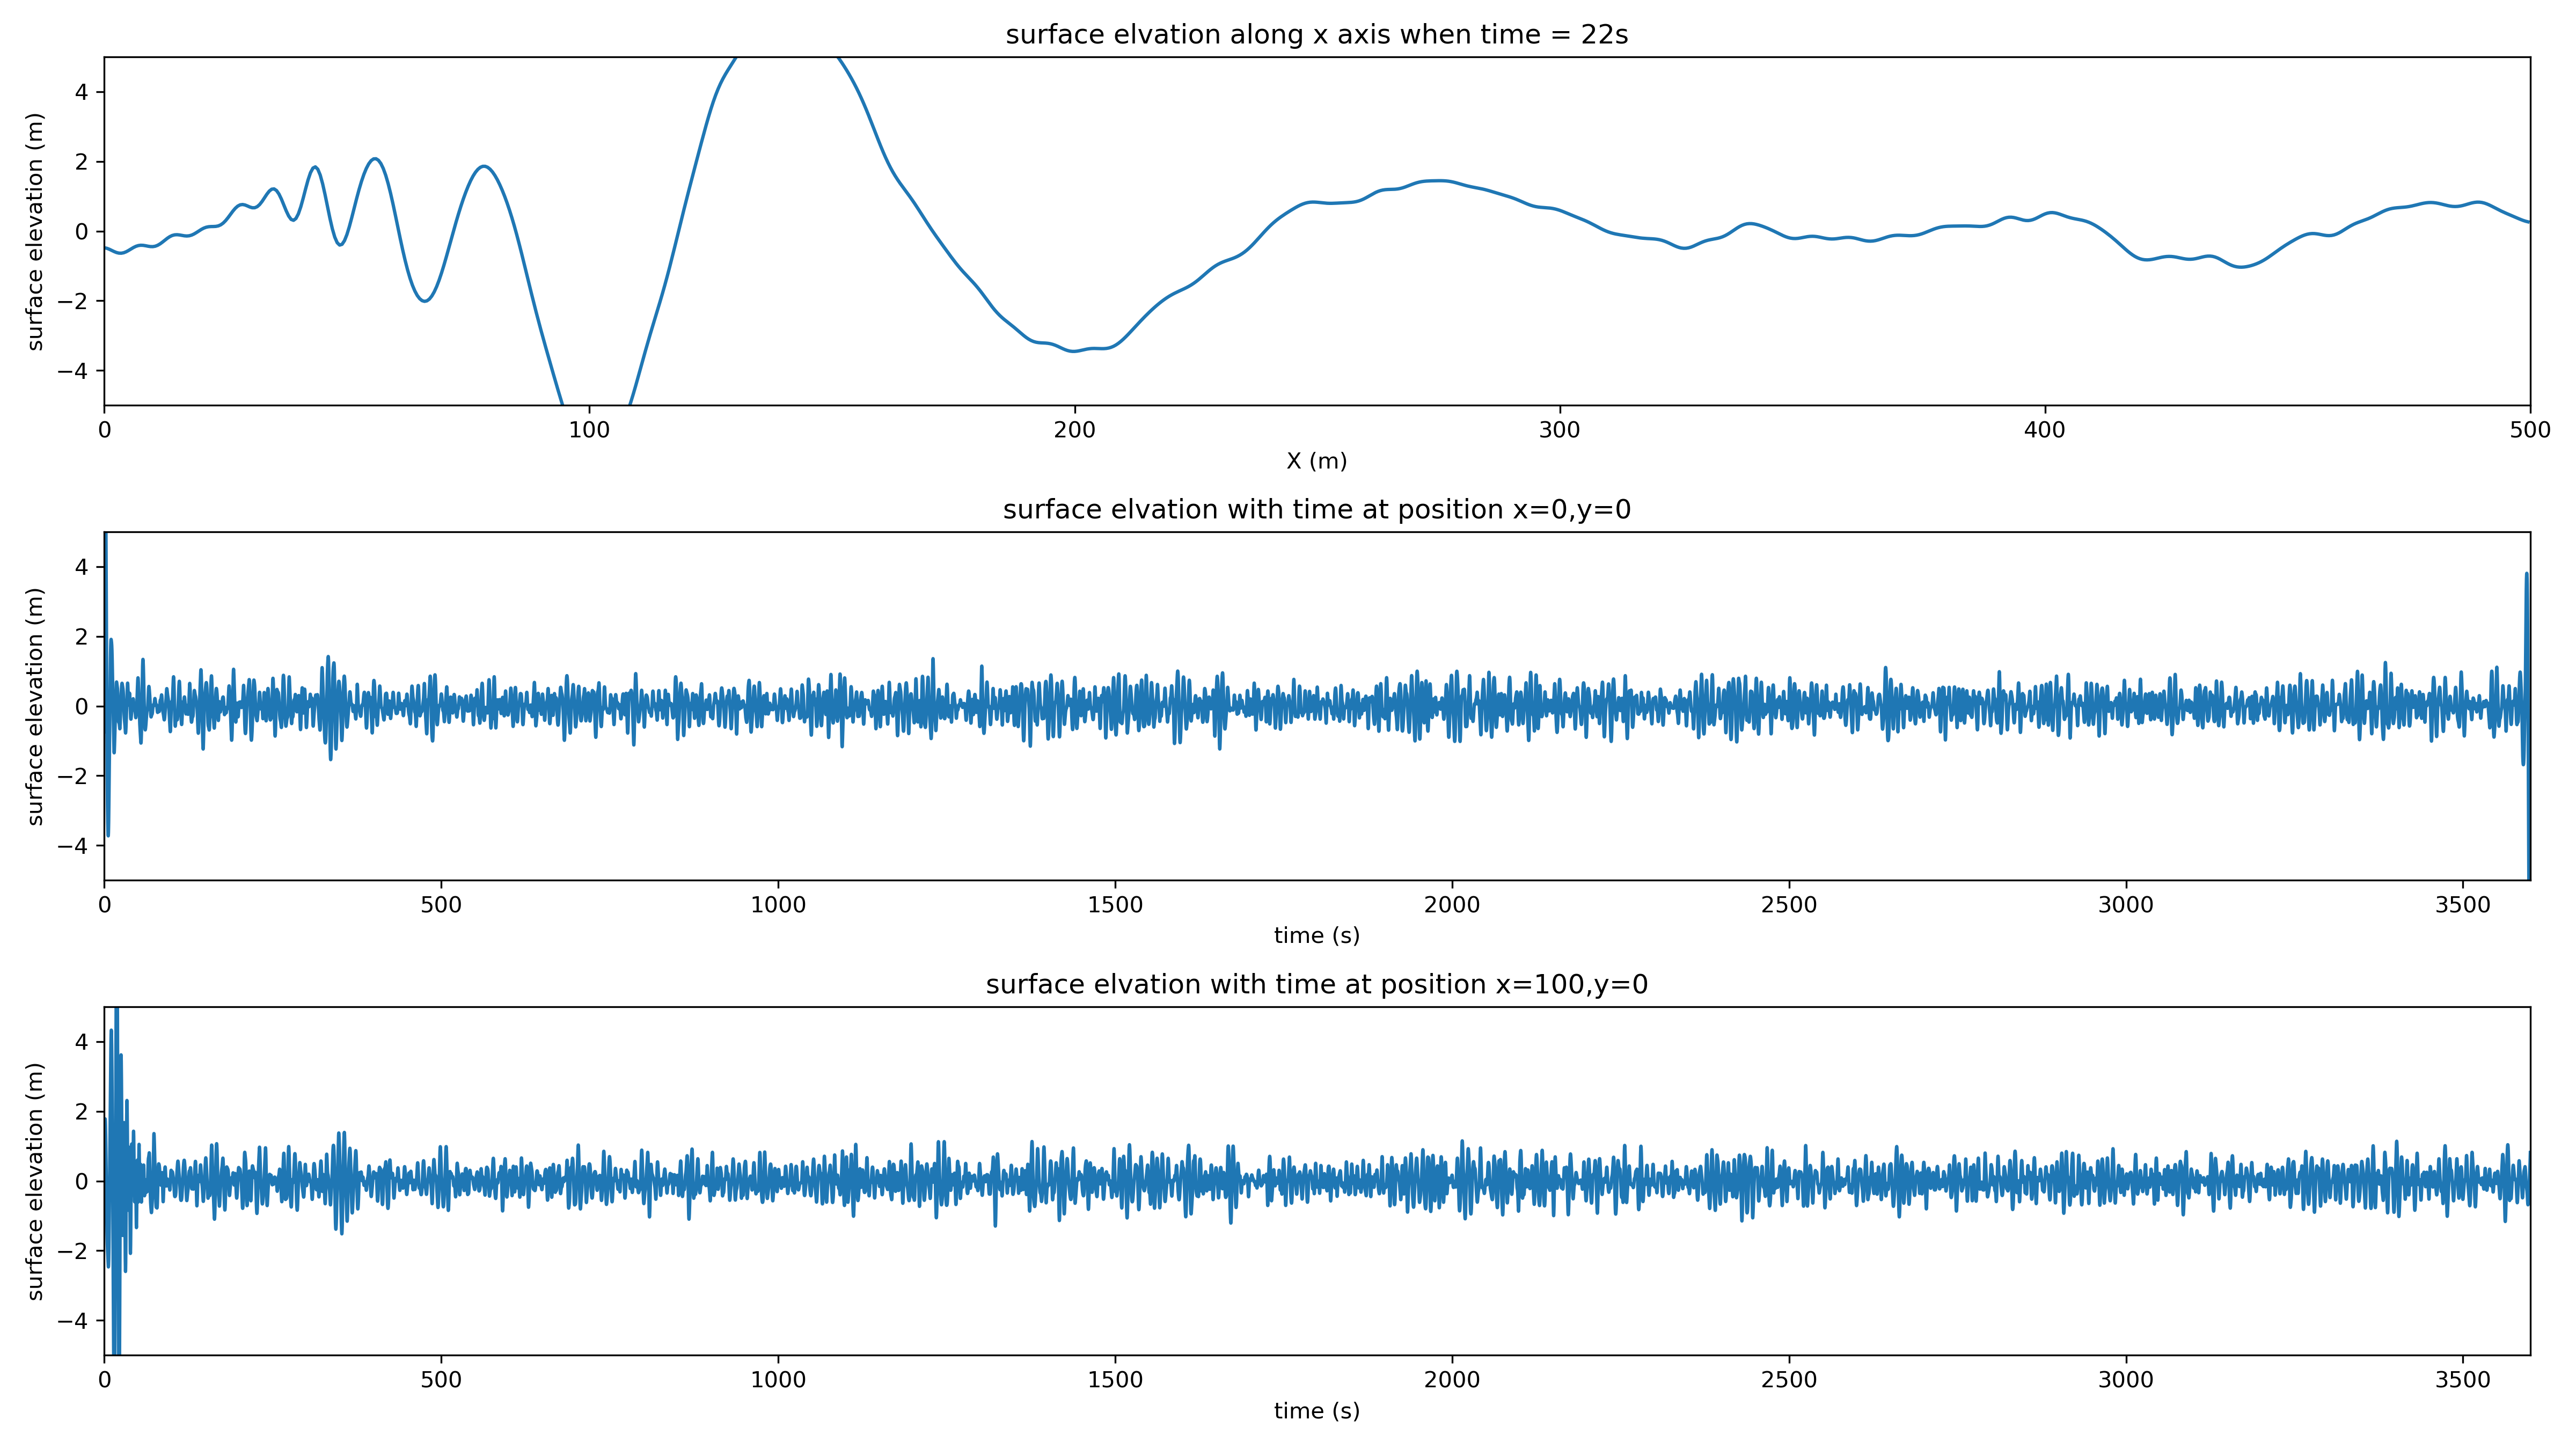 surface elvation along x axis when time = 22s
surface elevation (m)
4
2
0
−2
−4
0 100 200 300 400 500
X (m)
surface elvation with time at position x=0,y=0
surface elevation (m)
4
2
0
−2
−4
0 500 1000 1500 2000 2500 3000 3500
time (s)
surface elvation with time at position x=100,y=0
surface elevation (m)
4
2
0
−2
−4
0 500 1000 1500 2000 2500 3000 3500
time (s)